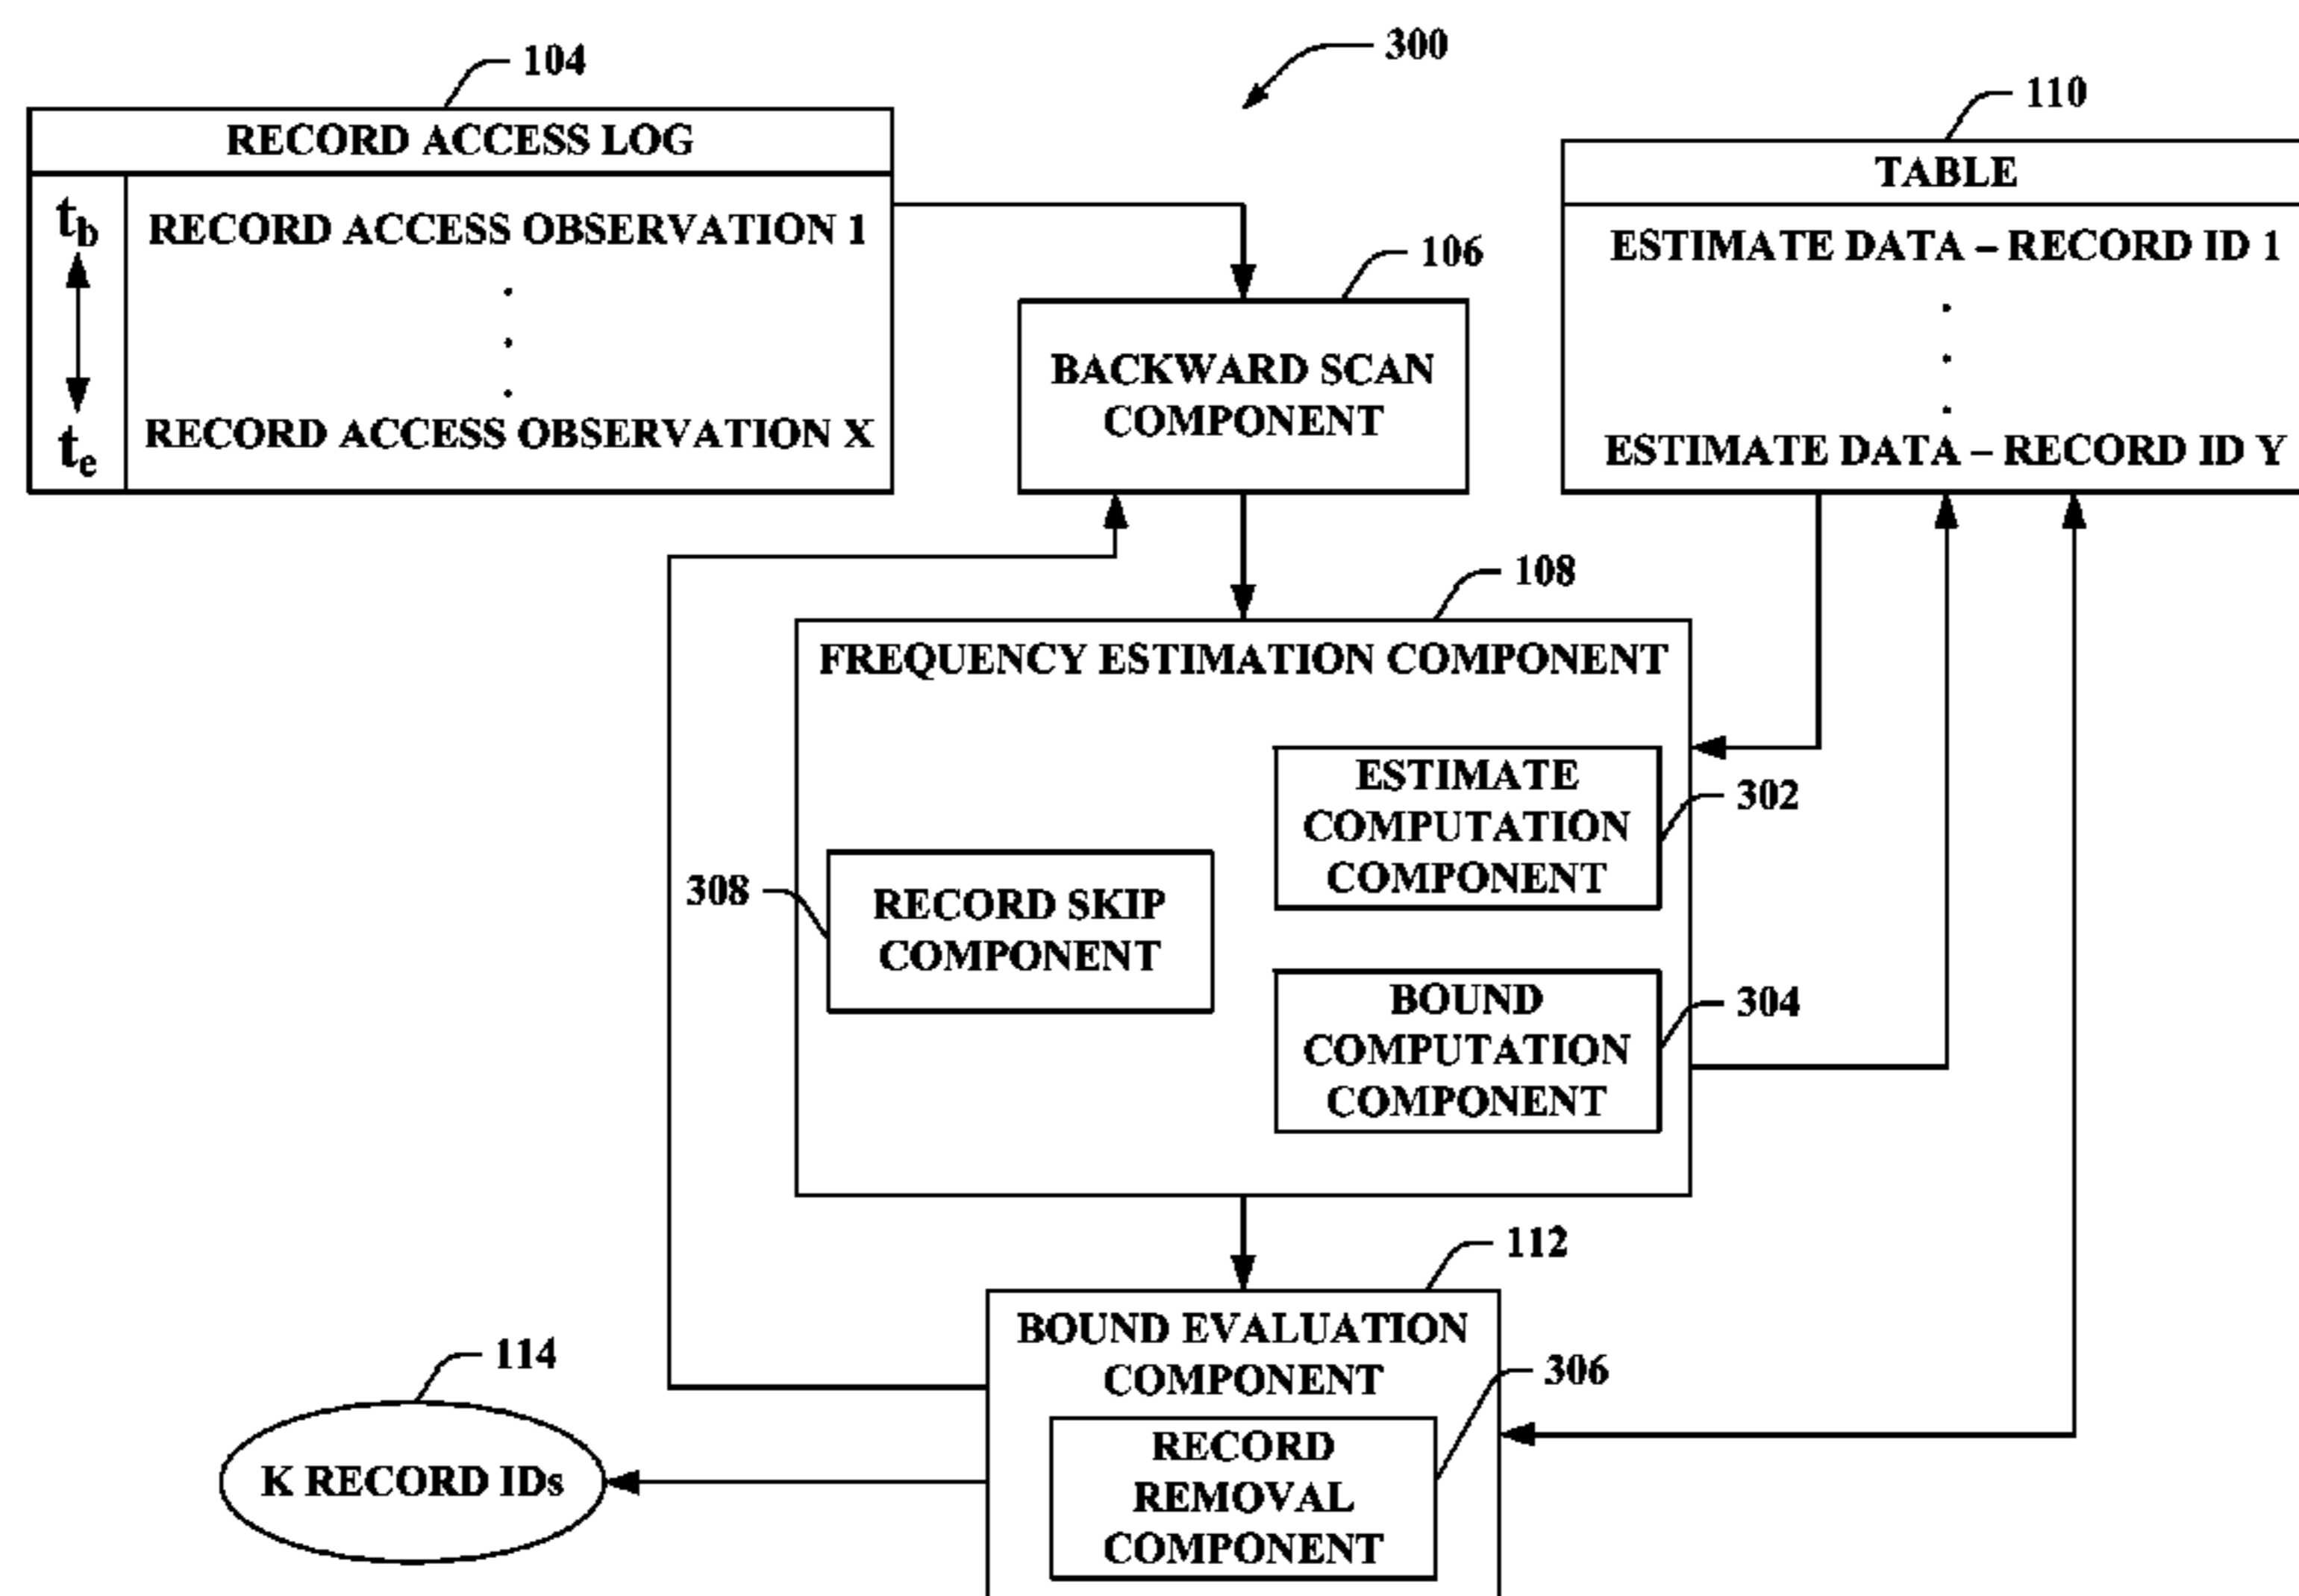 300
104
RECORD ACCESS LOG
t_b
RECORD ACCESS OBSERVATION 1
.
.
.
t_e
RECORD ACCESS OBSERVATION X
110
TABLE
ESTIMATE DATA – RECORD ID 1
.
.
.
ESTIMATE DATA – RECORD ID Y
106
BACKWARD SCAN
COMPONENT
108
FREQUENCY ESTIMATION COMPONENT
ESTIMATE
COMPUTATION
COMPONENT
302
308
RECORD SKIP
COMPONENT
BOUND
COMPUTATION
COMPONENT
304
112
BOUND EVALUATION
COMPONENT
306
RECORD
REMOVAL
COMPONENT
114
K RECORD IDs